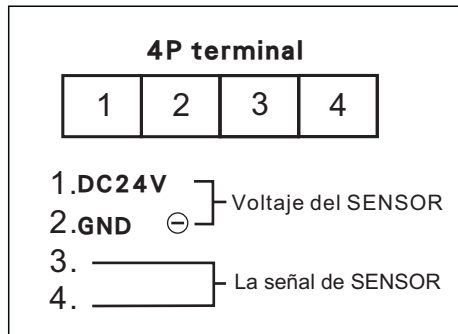 4P terminal
1 2 3 4
1.DC24V
Voltaje del SENSOR
2.GND ⊖
3.
La señal de SENSOR
4.